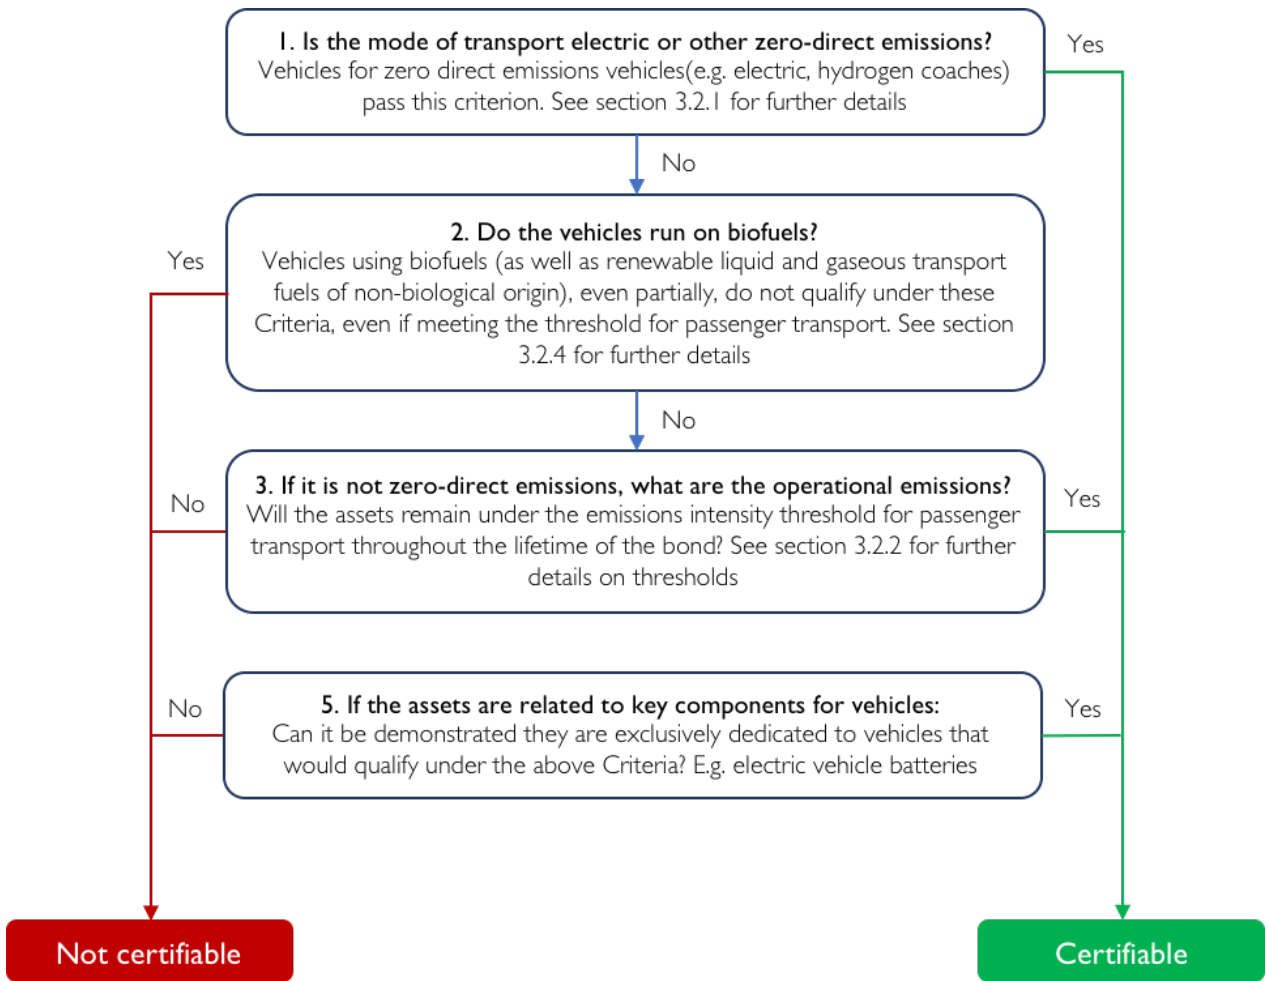 1. Is the mode of transport electric or other zero-direct emissions?
Yes
Vehicles for zero direct emissions vehicles(e.g. electric, hydrogen coaches)
pass this criterion. See section 3.2.1 for further details
No
2. Do the vehicles run on biofuels?
Yes
Vehicles using biofuels (as well as renewable liquid and gaseous transport
fuels of non-biological origin), even partially, do not qualify under these
Criteria, even if meeting the threshold for passenger transport. See section
3.2.4 for further details
No
3. If it is not zero-direct emissions, what are the operational emissions?
No
Yes
Will the assets remain under the emissions intensity threshold for passenger
transport throughout the lifetime of the bond? See section 3.2.2 for further
details on thresholds
5. If the assets are related to key components for vehicles:
No
Yes
Can it be demonstrated they are exclusively dedicated to vehicles that
would qualify under the above Criteria? E.g. electric vehicle batteries
Not certifiable
Certifiable